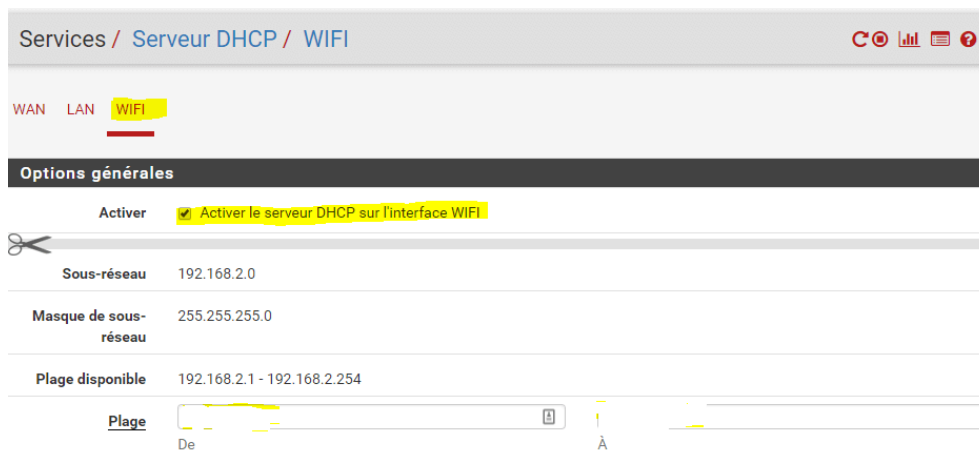 Services / Serveur DHCP / WIFI
WAN LAN WIFI
Options générales
Activer Activer le serveur DHCP sur l'interface WIFI
Sous-réseau 192.168.2.0
Masque de sous-réseau 255.255.255.0
Plage disponible 192.168.2.1 - 192.168.2.254
Plage
De À